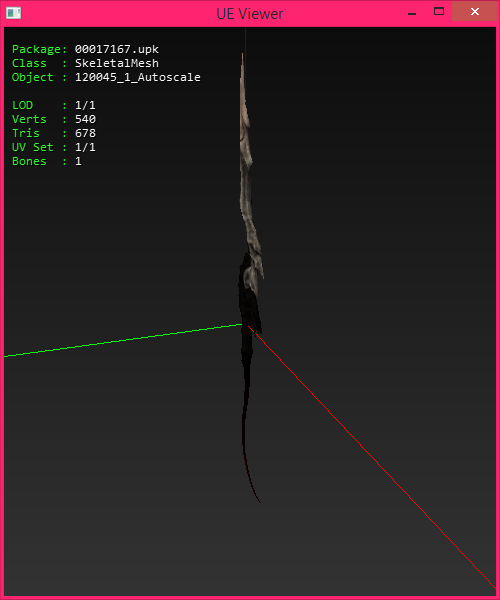 UE Viewer
Package: 00017167.upk
Class  : SkeletalMesh
Object : 120045_1_Autoscale
LOD    : 1/1
Verts  : 540
Tris   : 678
UV Set : 1/1
Bones  : 1